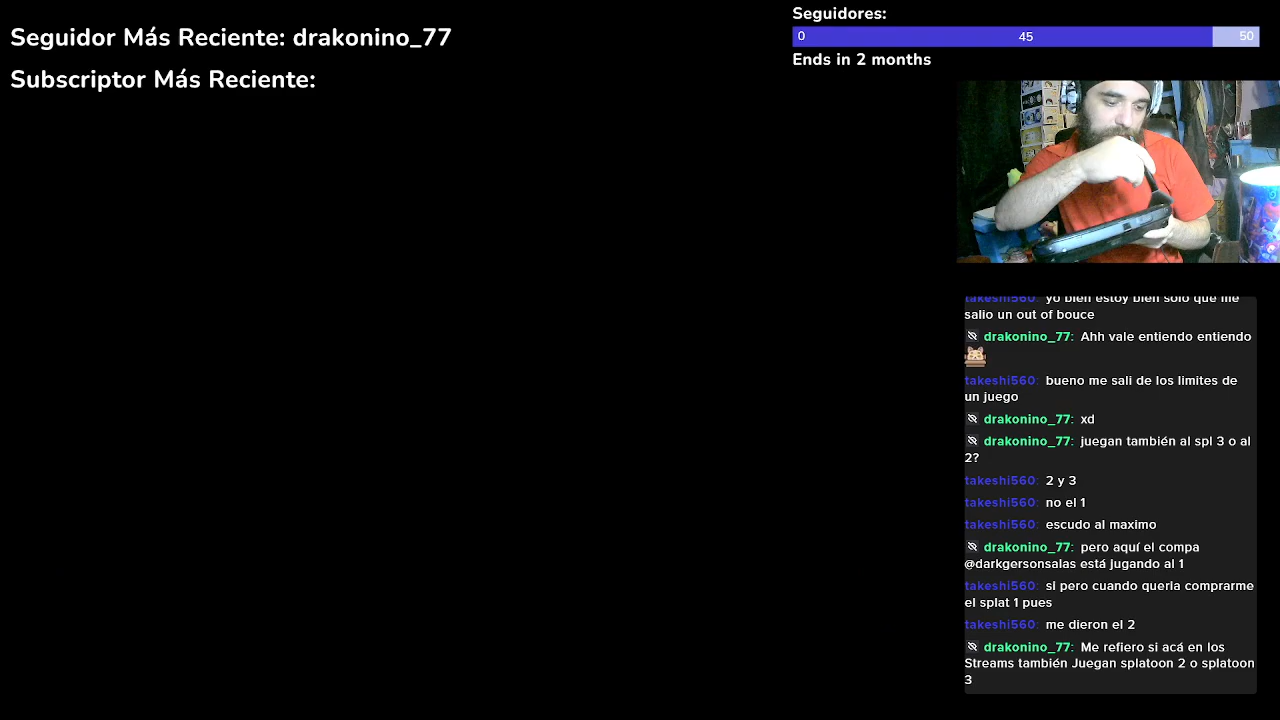 Seguidor Más Reciente: drakonino_77
Subscriptor Más Reciente:
Seguidores:
0 45 50
Ends in 2 months
takeshi560: yo bien estoy bien solo que me
salio un out of bouce
drakonino_77: Ahh vale entiendo entiendo
takeshi560: bueno me sali de los limites de
un juego
drakonino_77: xd
drakonino_77: juegan también al spl 3 o al
2?
takeshi560: 2 y 3
takeshi560: no el 1
takeshi560: escudo al maximo
drakonino_77: pero aquí el compa
@darkgersonsalas está jugando al 1
takeshi560: sI pero cuando querIa comprarme
el splat 1 pues
takeshi560: me dieron el 2
drakonino_77: Me refiero si acá en los
Streams también Juegan splatoon 2 o splatoon
3